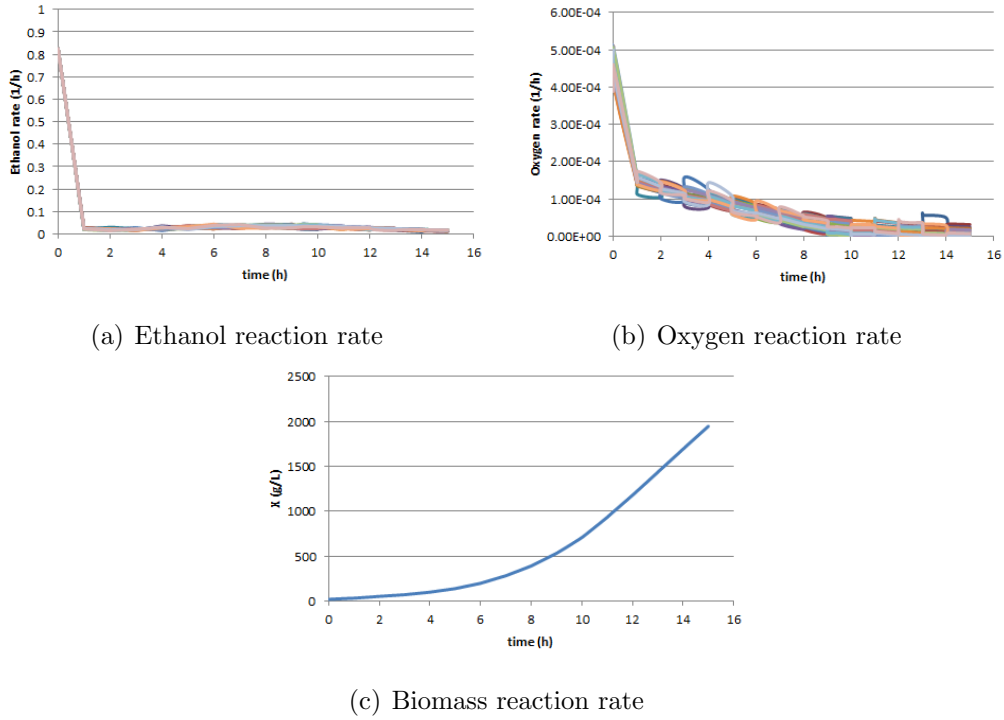 1
0.9
0.8
0.7
0.6
0.5
0.4
0.3
0.2
0.1
0
Ethanol rate (1/h)
0 2 4 6 8 10 12 14 16
time (h)
(a) Ethanol reaction rate
6.00E-04
5.00E-04
4.00E-04
3.00E-04
2.00E-04
1.00E-04
0.00E+00
Oxygen rate (1/h)
0 2 4 6 8 10 12 14 16
time (h)
(b) Oxygen reaction rate
2500
2000
1500
1000
500
0
X (g/L)
0 2 4 6 8 10 12 14 16
time (h)
(c) Biomass reaction rate